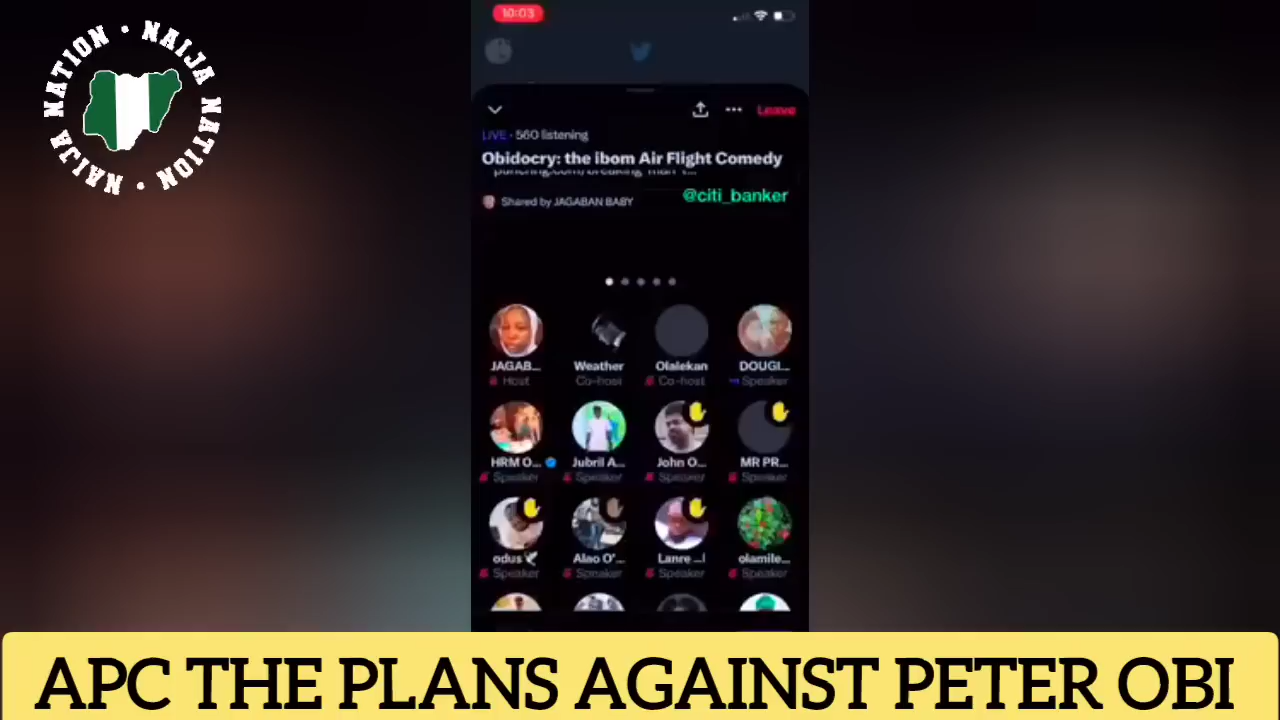 NAIJA NATION • NAIJA NATION •
10:03
Leave
LIVE · 560 listening
Obidocry: the ibom Air Flight Comedy
@citi_banker
Shared by JAGABAN BABY
JAGAB... Weather Olalekan DOUGI...
Host Co-host Co-host Speaker
HRM O... Jubril A... John O... MR PR...
Speaker Speaker Speaker Speaker
odus Alao O'... Lanre ...l olamile...
Speaker Speaker Speaker Speaker
APC THE PLANS AGAINST PETER OBI